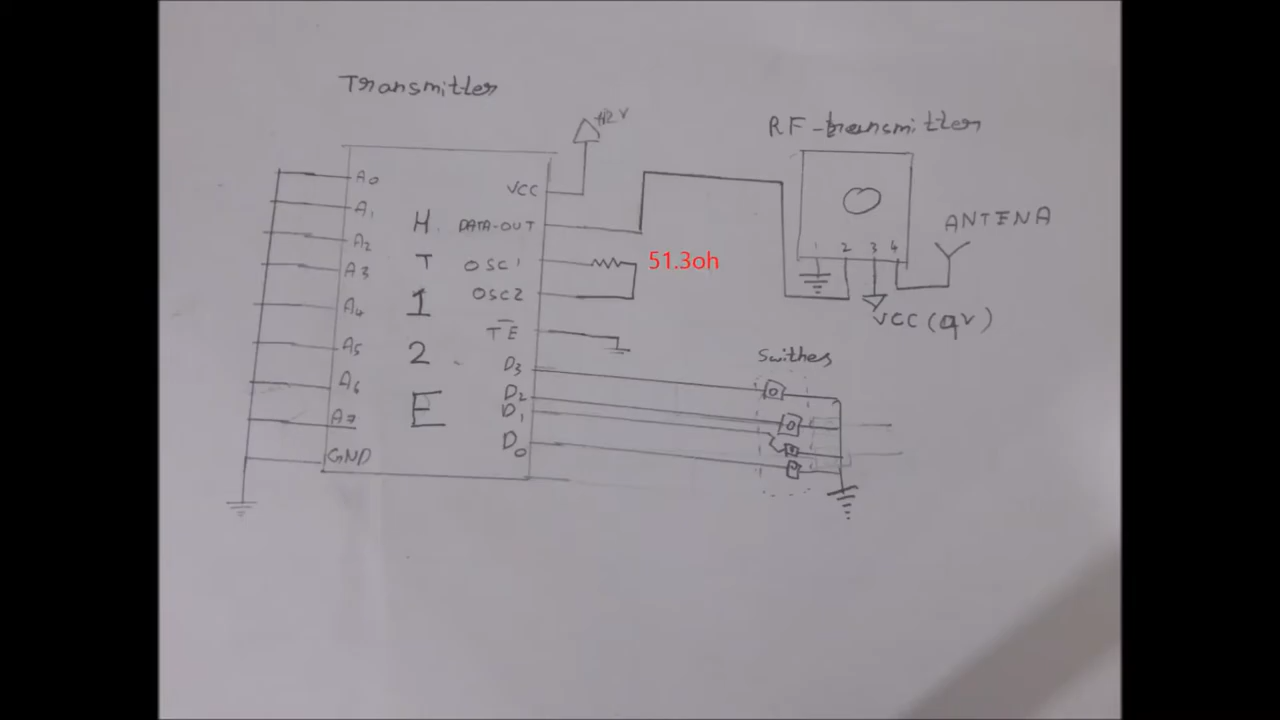 Transmitter
+12V
RF-transmitter
A0
VCC
A1
H
DATA-OUT
ANTENA
A2
T
OSC1
51.3oh
1
2
3
4
A3
1
OSC2
A4
VCC (9V)
TE
A5
2
Swithes
D3
A6
D2
E
D1
A7
D0
GND